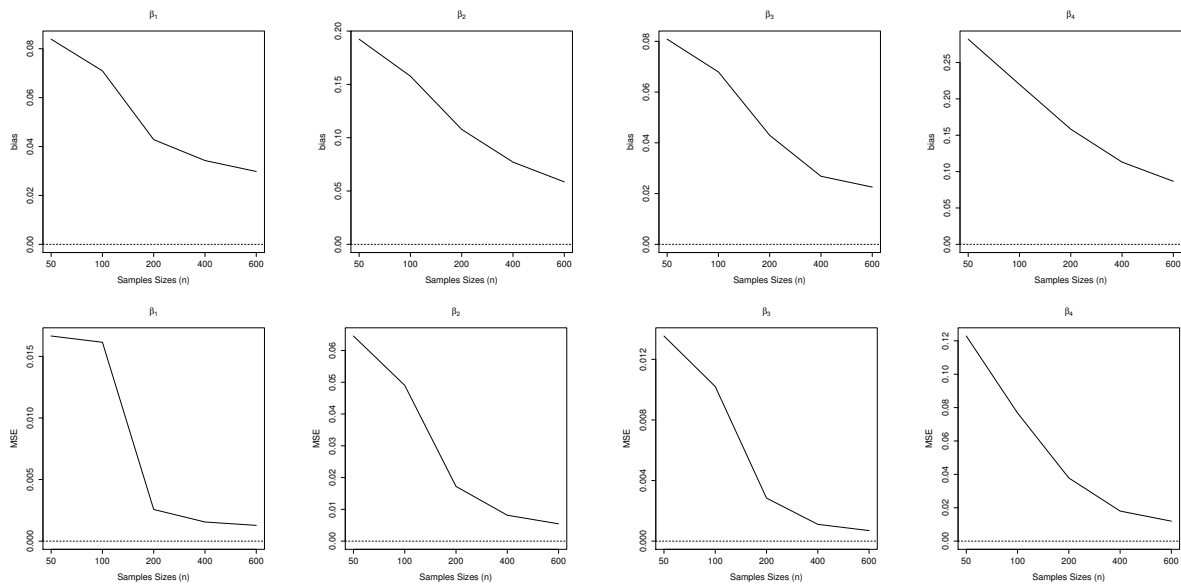 β1
bias
0.00 0.02 0.04 0.06 0.08
50 100 200 400 600
Samples Sizes (n)
β2
bias
0.00 0.05 0.10 0.15 0.20
50 100 200 400 600
Samples Sizes (n)
β3
bias
0.00 0.02 0.04 0.06 0.08
50 100 200 400 600
Samples Sizes (n)
β4
bias
0.00 0.05 0.10 0.15 0.20 0.25
50 100 200 400 600
Samples Sizes (n)
β1
MSE
0.000 0.005 0.010 0.015
50 100 200 400 600
Samples Sizes (n)
β2
MSE
0.00 0.01 0.02 0.03 0.04 0.05 0.06
50 100 200 400 600
Samples Sizes (n)
β3
MSE
0.000 0.004 0.008 0.012
50 100 200 400 600
Samples Sizes (n)
β4
MSE
0.00 0.02 0.04 0.06 0.08 0.10 0.12
50 100 200 400 600
Samples Sizes (n)